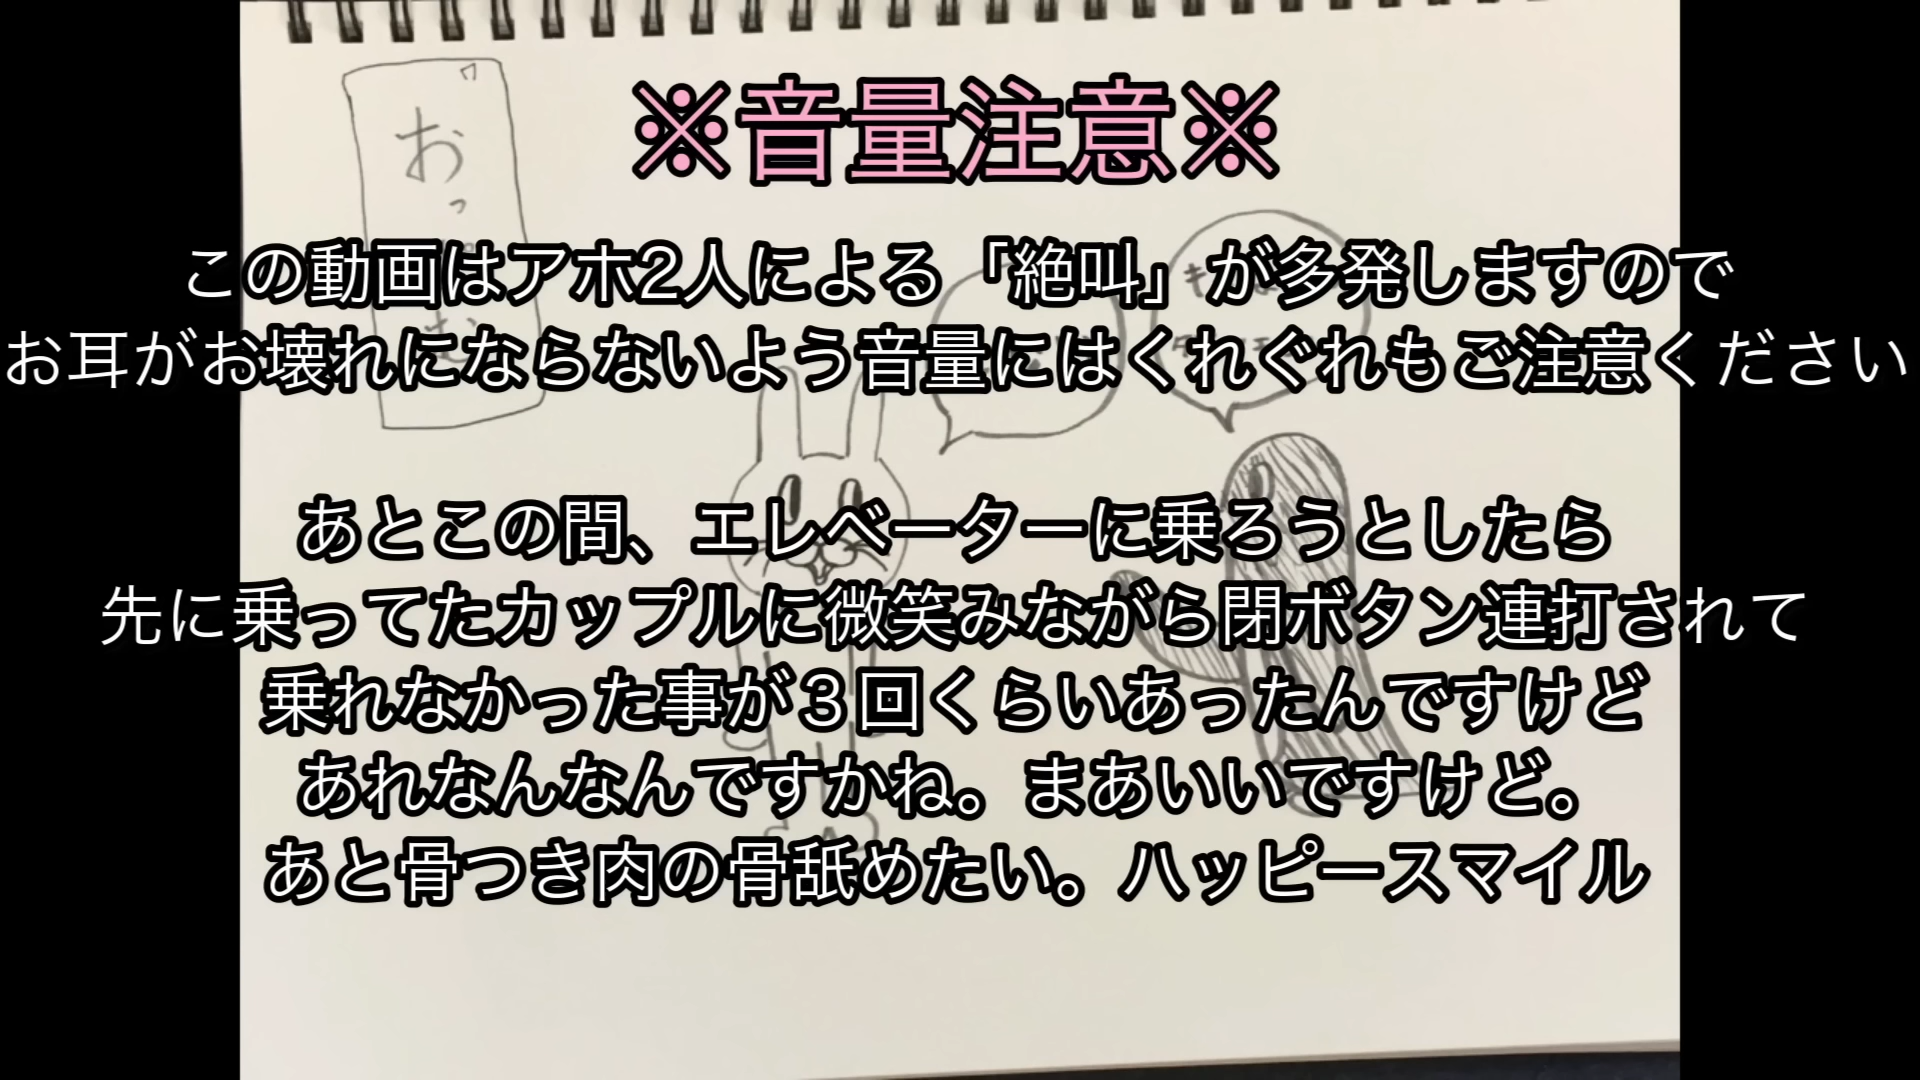 ※音量注意※
この動画はアホ2人による「絶叫」が多発しますので
お耳がお壊れにならないよう音量にはくれぐれもご注意ください
あとこの間、エレベーターに乗ろうとしたら
先に乗ってたカップルに微笑みながら閉ボタン連打されて
乗れなかった事が３回くらいあったんですけど
あれなんなんですかね。まあいいですけど。
あと骨つき肉の骨舐めたい。ハッピースマイル